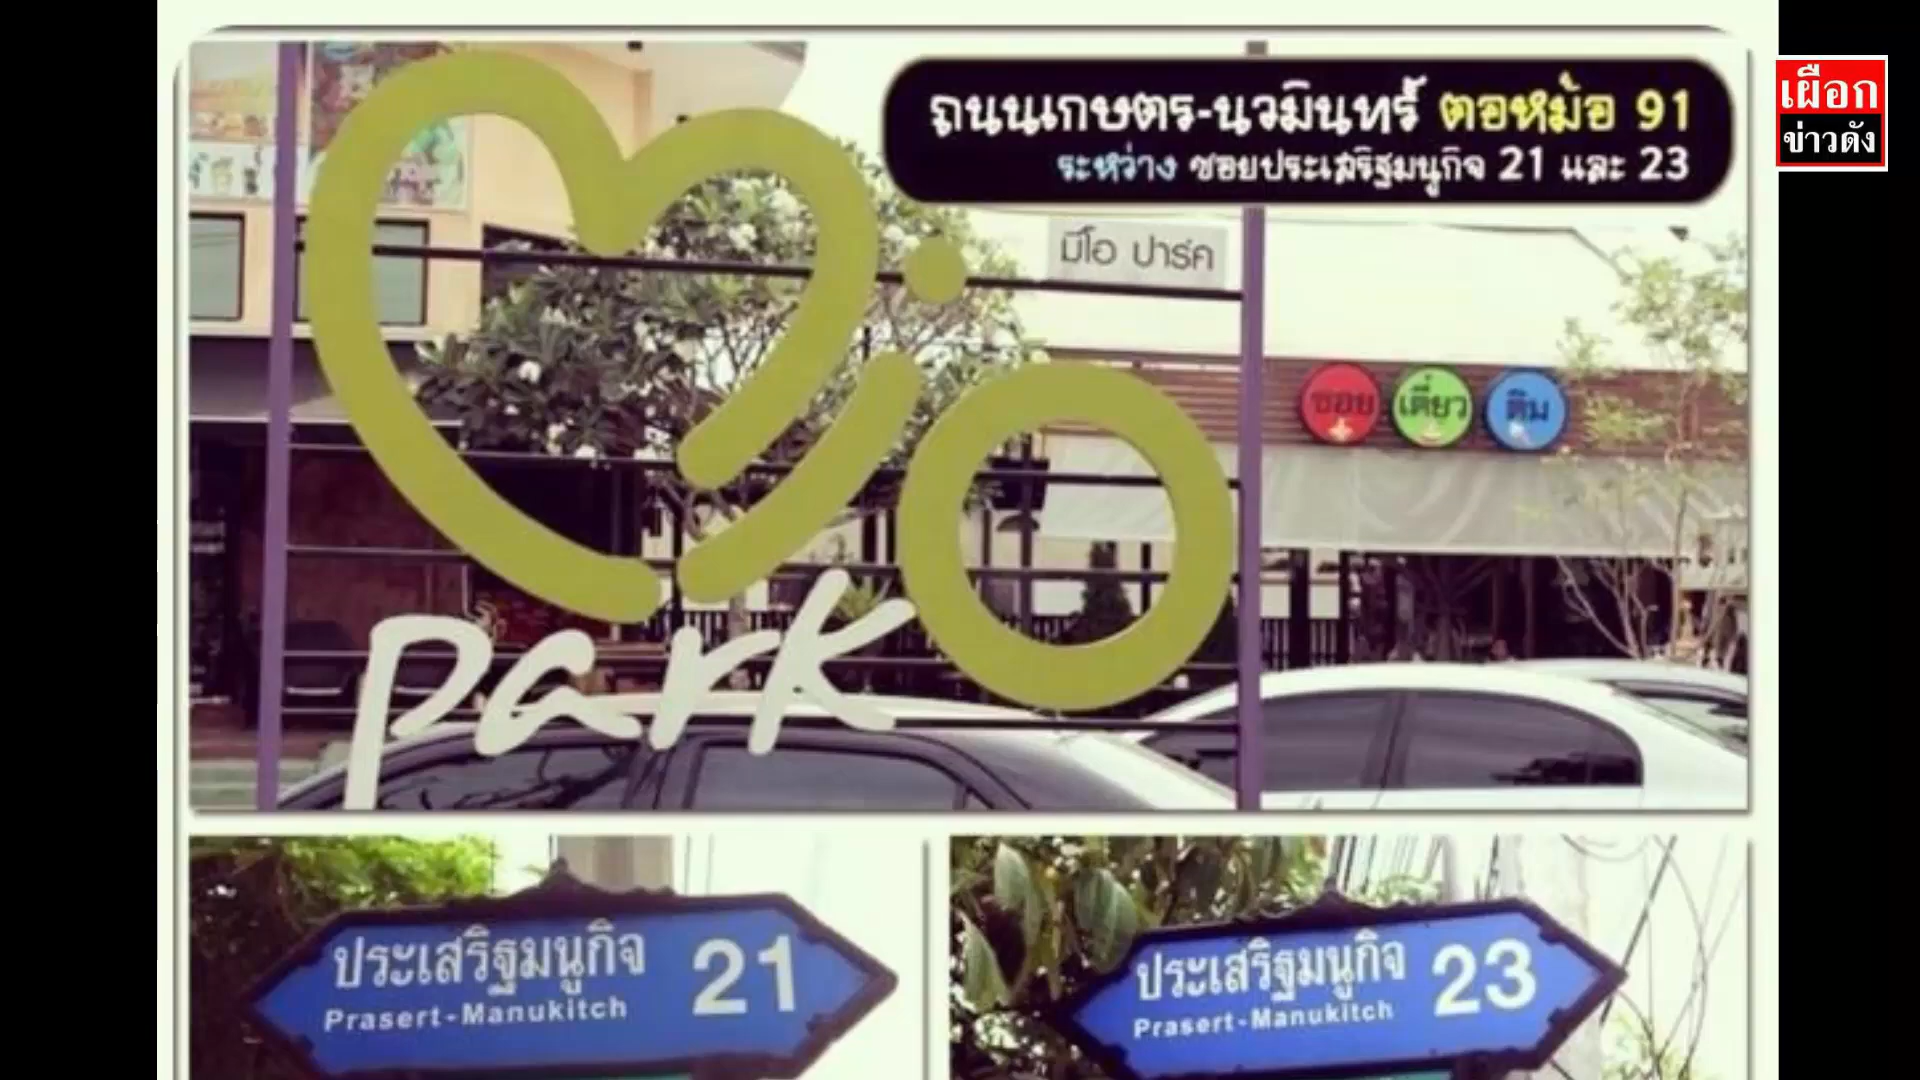 ถนนเกษตร-นวมินทร์ ตอหม้อ 91
ระหว่าง ซอยประเสริฐมนูกิจ 21 และ 23
เผือก
ข่าวดัง
มีโอ ปาร์ค
Mio
park
ซอย เดี่ยว ดิม
ประเสริฐมนูกิจ 21
Prasert-Manukitch
ประเสริฐมนูกิจ 23
Prasert-Manukitch